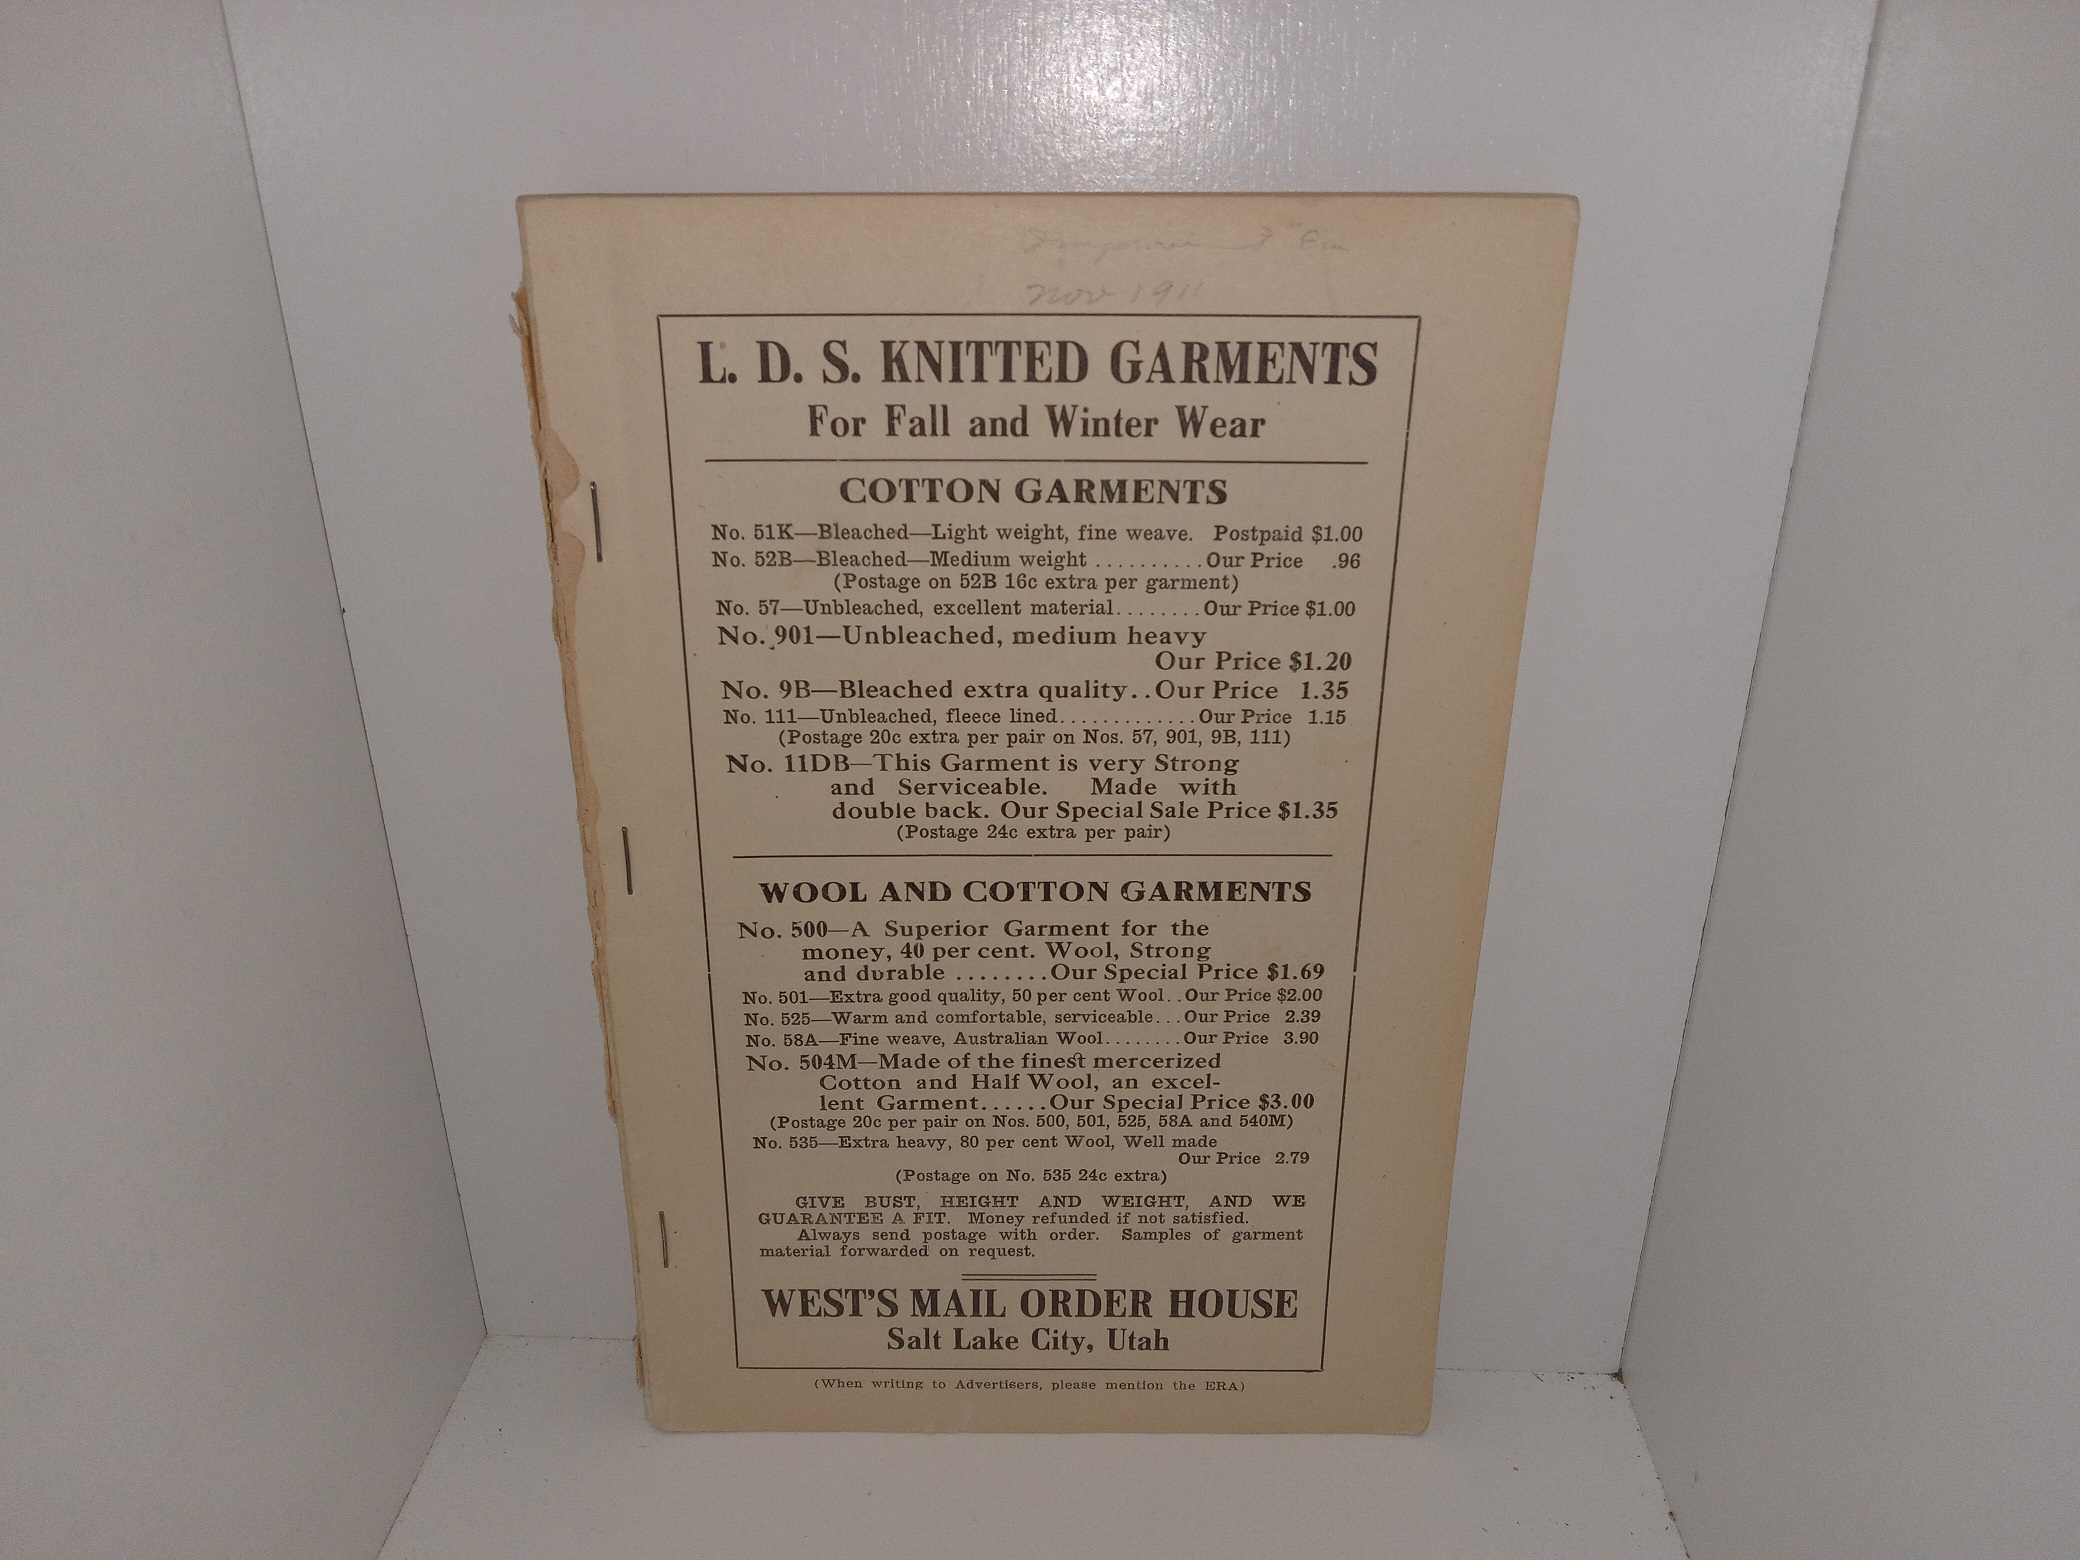 Improvement Era
Nov 1911
L. D. S. KNITTED GARMENTS
For Fall and Winter Wear
COTTON GARMENTS
No. 51K—Bleached—Light weight, fine weave. Postpaid $1.00
No. 52B—Bleached—Medium weight ..........Our Price .96
(Postage on 52B 16c extra per garment)
No. 57—Unbleached, excellent material........Our Price $1.00
No. 901—Unbleached, medium heavy
Our Price $1.20
No. 9B—Bleached extra quality..Our Price 1.35
No. 111—Unbleached, fleece lined.............Our Price 1.15
(Postage 20c extra per pair on Nos. 57, 901, 9B, 111)
No. 11DB—This Garment is very Strong
and Serviceable. Made with
double back. Our Special Sale Price $1.35
(Postage 24c extra per pair)
WOOL AND COTTON GARMENTS
No. 500—A Superior Garment for the
money, 40 per cent. Wool, Strong
and durable ........Our Special Price $1.69
No. 501—Extra good quality, 50 per cent Wool..Our Price $2.00
No. 525—Warm and comfortable, serviceable...Our Price 2.39
No. 58A—Fine weave, Australian Wool........Our Price 3.90
No. 504M—Made of the finest mercerized
Cotton and Half Wool, an excel-
lent Garment......Our Special Price $3.00
(Postage 20c per pair on Nos. 500, 501, 525, 58A and 540M)
No. 535—Extra heavy, 80 per cent Wool, Well made
Our Price 2.79
(Postage on No. 535 24c extra)
GIVE BUST, HEIGHT AND WEIGHT, AND WE
GUARANTEE A FIT. Money refunded if not satisfied.
Always send postage with order. Samples of garment
material forwarded on request.
WEST'S MAIL ORDER HOUSE
Salt Lake City, Utah
(When writing to Advertisers, please mention the ERA)